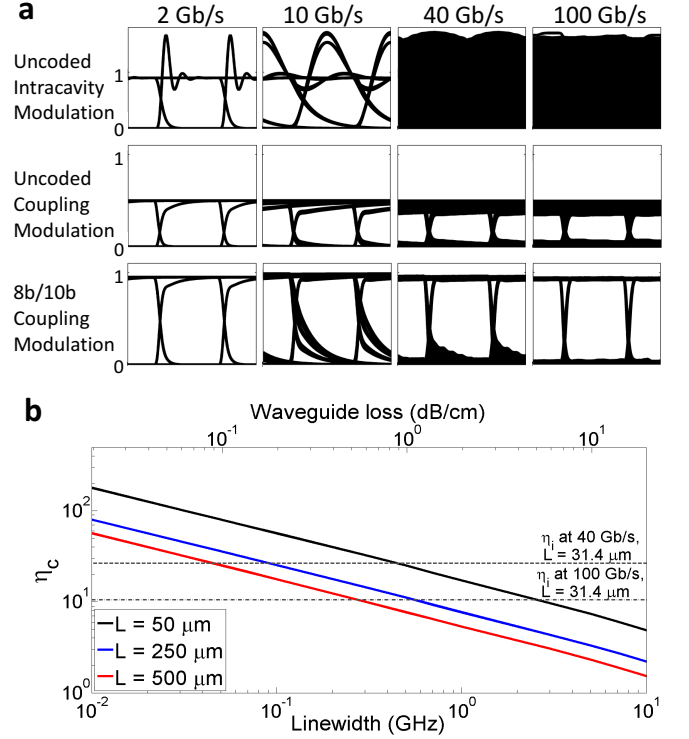 a
2 Gb/s 10 Gb/s 40 Gb/s 100 Gb/s
Uncoded
Intracavity
Modulation
1
0
Uncoded
Coupling
Modulation
1
0
8b/10b
Coupling
Modulation
1
0
b
Waveguide loss (dB/cm)
10⁻¹ 10⁰ 10¹
η_c
10²
10¹
10⁰
η_i at 40 Gb/s,
L = 31.4 μm
η_i at 100 Gb/s,
L = 31.4 μm
L = 50 μm
L = 250 μm
L = 500 μm
10⁻² 10⁻¹ 10⁰ 10¹
Linewidth (GHz)